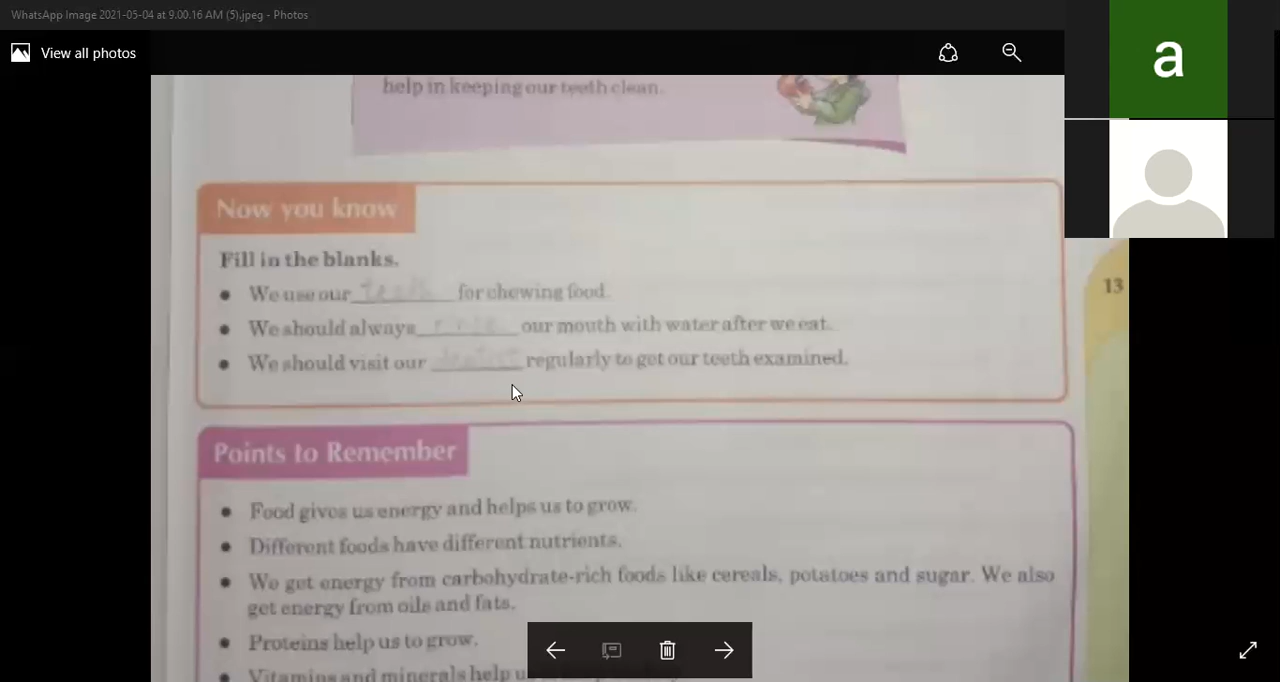 WhatsApp Image 2021-05-04 at 9.00.16 AM (5).jpeg - Photos
View all photos
a
help in keeping our teeth clean.
Now you know
Fill in the blanks.
• We use our teeth for chewing food.
• We should always rinse our mouth with water after we eat.
• We should visit our dentist regularly to get our teeth examined.
13
Points to Remember
• Food gives us energy and helps us to grow.
• Different foods have different nutrients.
• We get energy from carbohydrate-rich foods like cereals, potatoes and sugar. We also
get energy from oils and fats.
• Proteins help us to grow.
• Vitamins and minerals help us